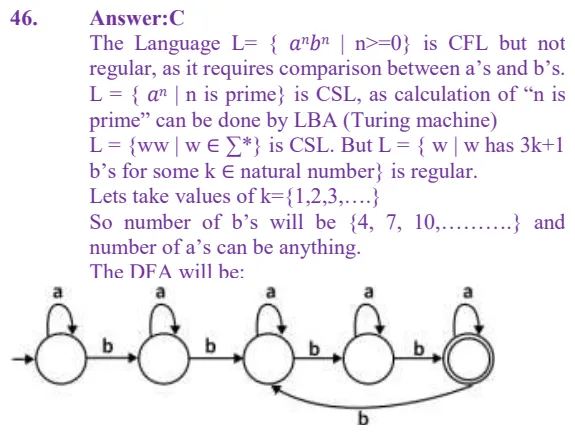 46. Answer:C
The Language L= { aⁿbⁿ | n>=0} is CFL but not
regular, as it requires comparison between a’s and b’s.
L = { aⁿ | n is prime} is CSL, as calculation of “n is
prime” can be done by LBA (Turing machine)
L = {ww | w ∈ ∑*} is CSL. But L = { w | w has 3k+1
b’s for some k ∈ natural number} is regular.
Lets take values of k={1,2,3,….}
So number of b’s will be {4, 7, 10,……….} and
number of a’s can be anything.
The DFA will be:
a a a a a
b b b b
b